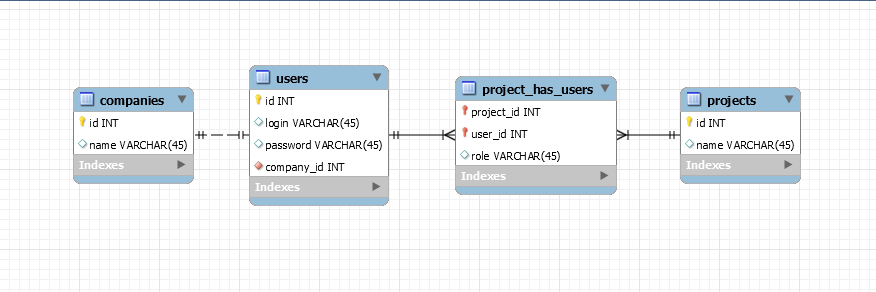 companies
id INT
name VARCHAR(45)
Indexes
users
id INT
login VARCHAR(45)
password VARCHAR(45)
company_id INT
Indexes
project_has_users
project_id INT
user_id INT
role VARCHAR(45)
Indexes
projects
id INT
name VARCHAR(45)
Indexes